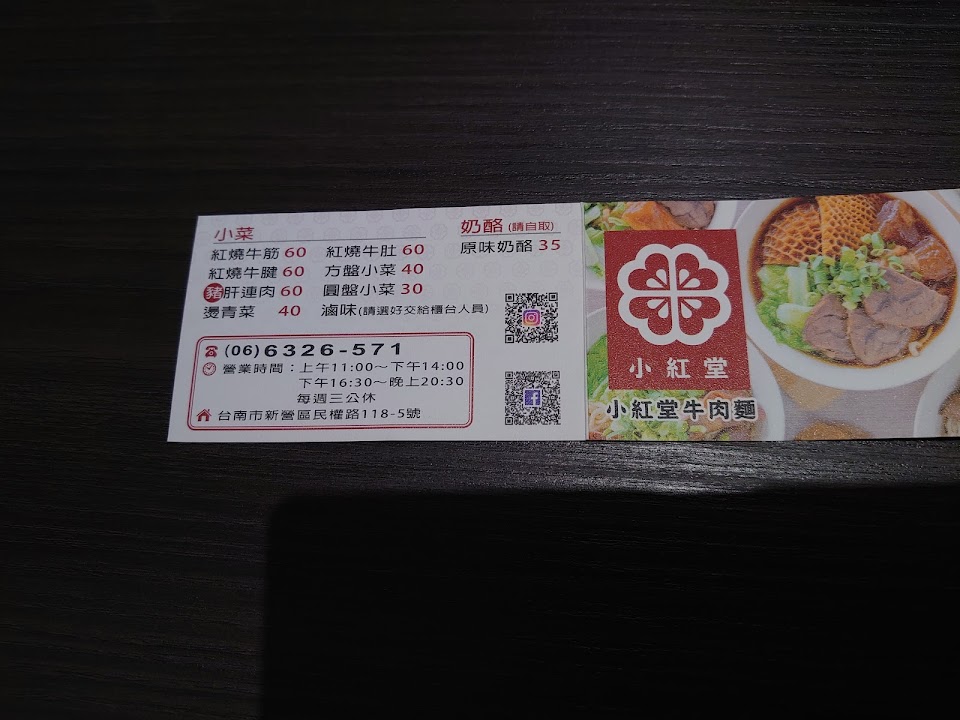 小菜
紅燒牛筋 60 紅燒牛肚 60
紅燒牛腱 60 方盤小菜 40
豬肝連肉 60 圓盤小菜 30
燙青菜 40 滷味(請選好交給櫃台人員)
奶酪(請自取)
原味奶酪 35
(06)6326-571
營業時間：上午11:00～下午14:00
下午16:30～晚上20:30
每週三公休
台南市新營區民權路118-5號
小紅堂
小紅堂牛肉麵